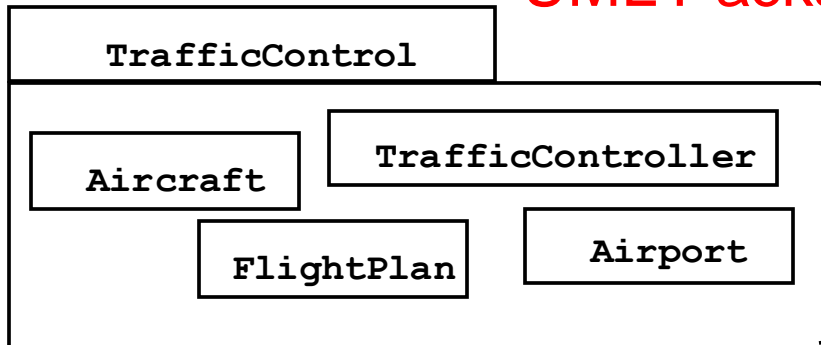 TrafficControl
Aircraft
TrafficController
FlightPlan
Airport